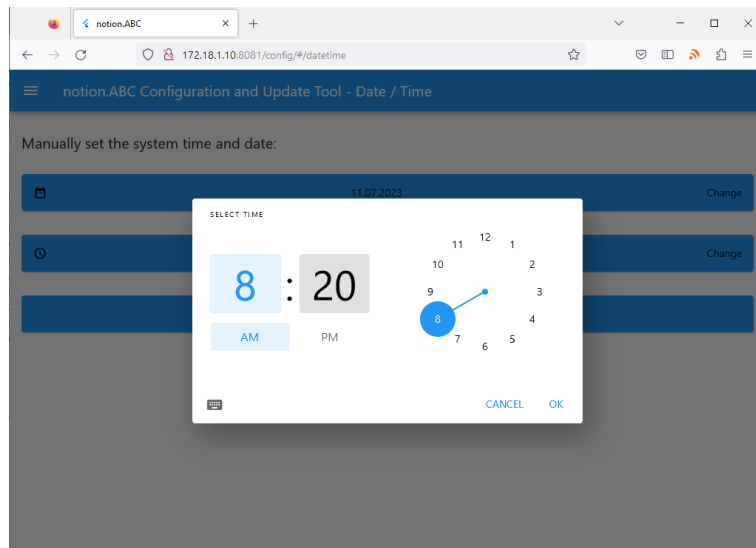 notion.ABC
172.18.1.10:8081/config/#/datetime
notion.ABC Configuration and Update Tool - Date / Time
Manually set the system time and date:
11.07.2023 Change
Change
SELECT TIME
8 : 20
AM PM
12
11 1
10 2
9 3
8 4
7 5
6
CANCEL OK